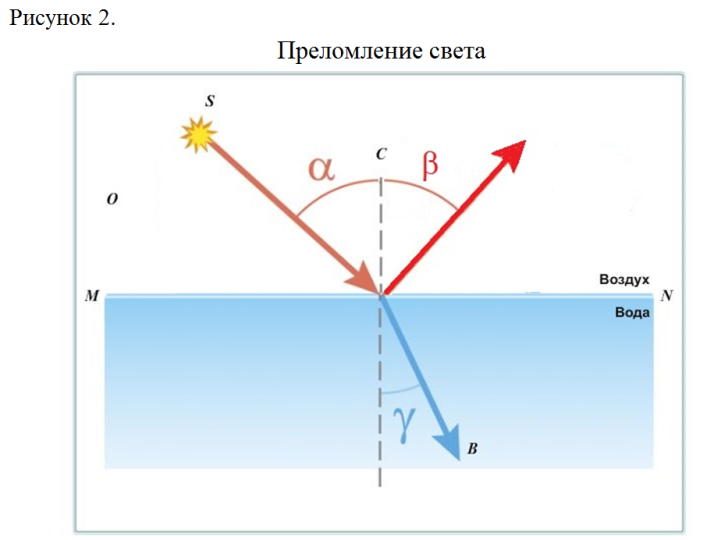 Рисунок 2.
Преломление света
S
C
α
β
O
Воздух
M
N
Вода
γ
B